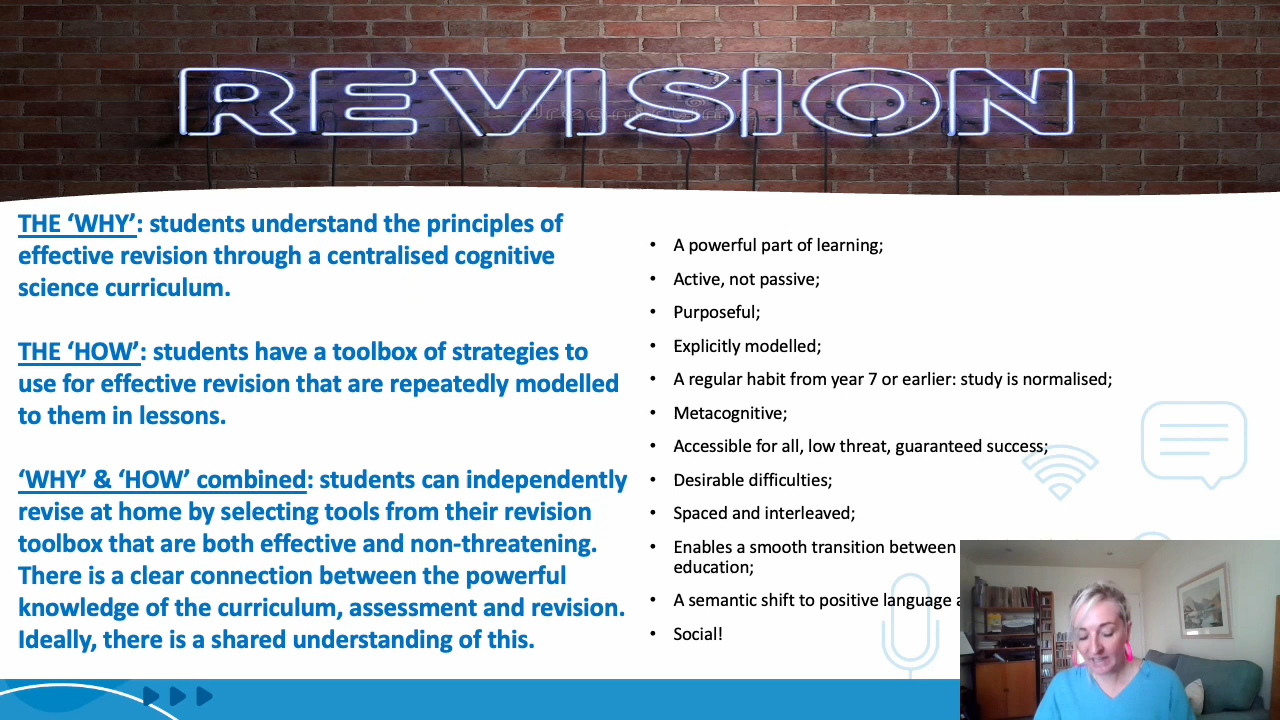 REVISION
dreamstime
THE ‘WHY’: students understand the principles of
effective revision through a centralised cognitive
science curriculum.
THE ‘HOW’: students have a toolbox of strategies to
use for effective revision that are repeatedly modelled
to them in lessons.
‘WHY’ & ‘HOW’ combined: students can independently
revise at home by selecting tools from their revision
toolbox that are both effective and non-threatening.
There is a clear connection between the powerful
knowledge of the curriculum, assessment and revision.
Ideally, there is a shared understanding of this.
• A powerful part of learning;
• Active, not passive;
• Purposeful;
• Explicitly modelled;
• A regular habit from year 7 or earlier: study is normalised;
• Metacognitive;
• Accessible for all, low threat, guaranteed success;
• Desirable difficulties;
• Spaced and interleaved;
• Enables a smooth transition between
education;
• A semantic shift to positive language
• Social!